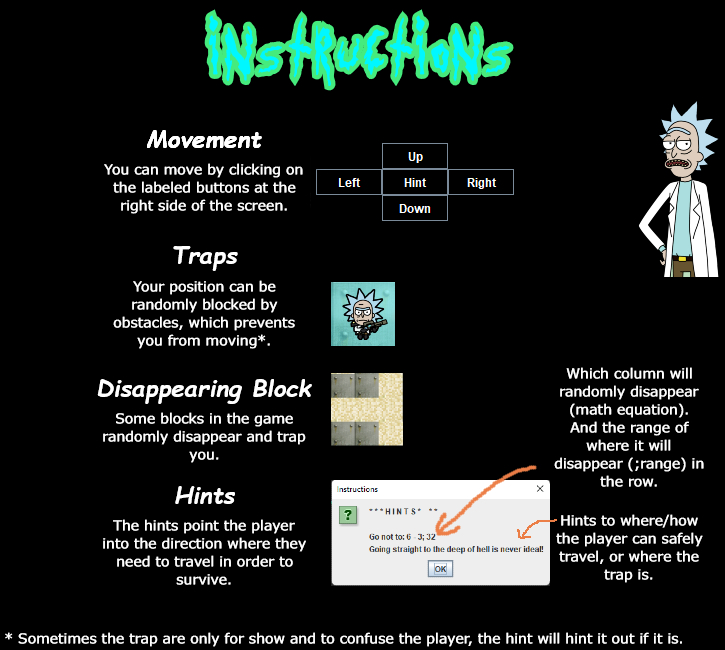 iNstRuctioNs
Movement
You can move by clicking on
the labeled buttons at the
right side of the screen.
Up
Left Hint Right
Down
Traps
Your position can be
randomly blocked by
obstacles, which prevents
you from moving*.
Disappearing Block
Some blocks in the game
randomly disappear and trap
you.
Which column will
randomly disappear
(math equation).
And the range of
where it will
disappear (;range) in
the row.
Hints
The hints point the player
into the direction where they
need to travel in order to
survive.
Instructions
?
***H I N T S* **
Go not to: 6 - 3; 32
Going straight to the deep of hell is never ideal!
OK
Hints to where/how
the player can safely
travel, or where the
trap is.
* Sometimes the trap are only for show and to confuse the player, the hint will hint it out if it is.